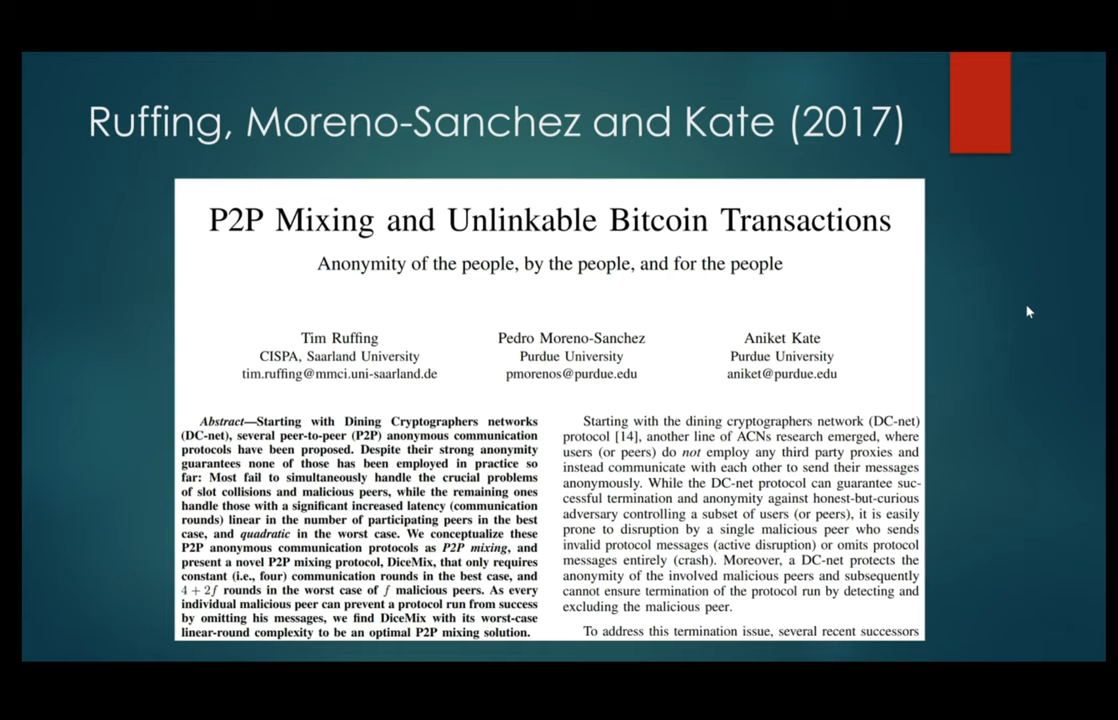 Ruffing, Moreno-Sanchez and Kate (2017)
P2P Mixing and Unlinkable Bitcoin Transactions
Anonymity of the people, by the people, and for the people
Tim Ruffing
CISPA, Saarland University
tim.ruffing@mmci.uni-saarland.de
Pedro Moreno-Sanchez
Purdue University
pmorenos@purdue.edu
Aniket Kate
Purdue University
aniket@purdue.edu
Abstract—Starting with Dining Cryptographers networks
(DC-net), several peer-to-peer (P2P) anonymous communication
protocols have been proposed. Despite their strong anonymity
guarantees none of those has been employed in practice so
far: Most fail to simultaneously handle the crucial problems
of slot collisions and malicious peers, while the remaining ones
handle those with a significant increased latency (communication
rounds) linear in the number of participating peers in the best
case, and quadratic in the worst case. We conceptualize these
P2P anonymous communication protocols as P2P mixing, and
present a novel P2P mixing protocol, DiceMix, that only requires
constant (i.e., four) communication rounds in the best case, and
4 + 2f rounds in the worst case of f malicious peers. As every
individual malicious peer can prevent a protocol run from success
by omitting his messages, we find DiceMix with its worst-case
linear-round complexity to be an optimal P2P mixing solution.
Starting with the dining cryptographers network (DC-net)
protocol [14], another line of ACNs research emerged, where
users (or peers) do not employ any third party proxies and
instead communicate with each other to send their messages
anonymously. While the DC-net protocol can guarantee suc-
cessful termination and anonymity against honest-but-curious
adversary controlling a subset of users (or peers), it is easily
prone to disruption by a single malicious peer who sends
invalid protocol messages (active disruption) or omits protocol
messages entirely (crash). Moreover, a DC-net protects the
anonymity of the involved malicious peers and subsequently
cannot ensure termination of the protocol run by detecting and
excluding the malicious peer.
To address this termination issue, several recent successors